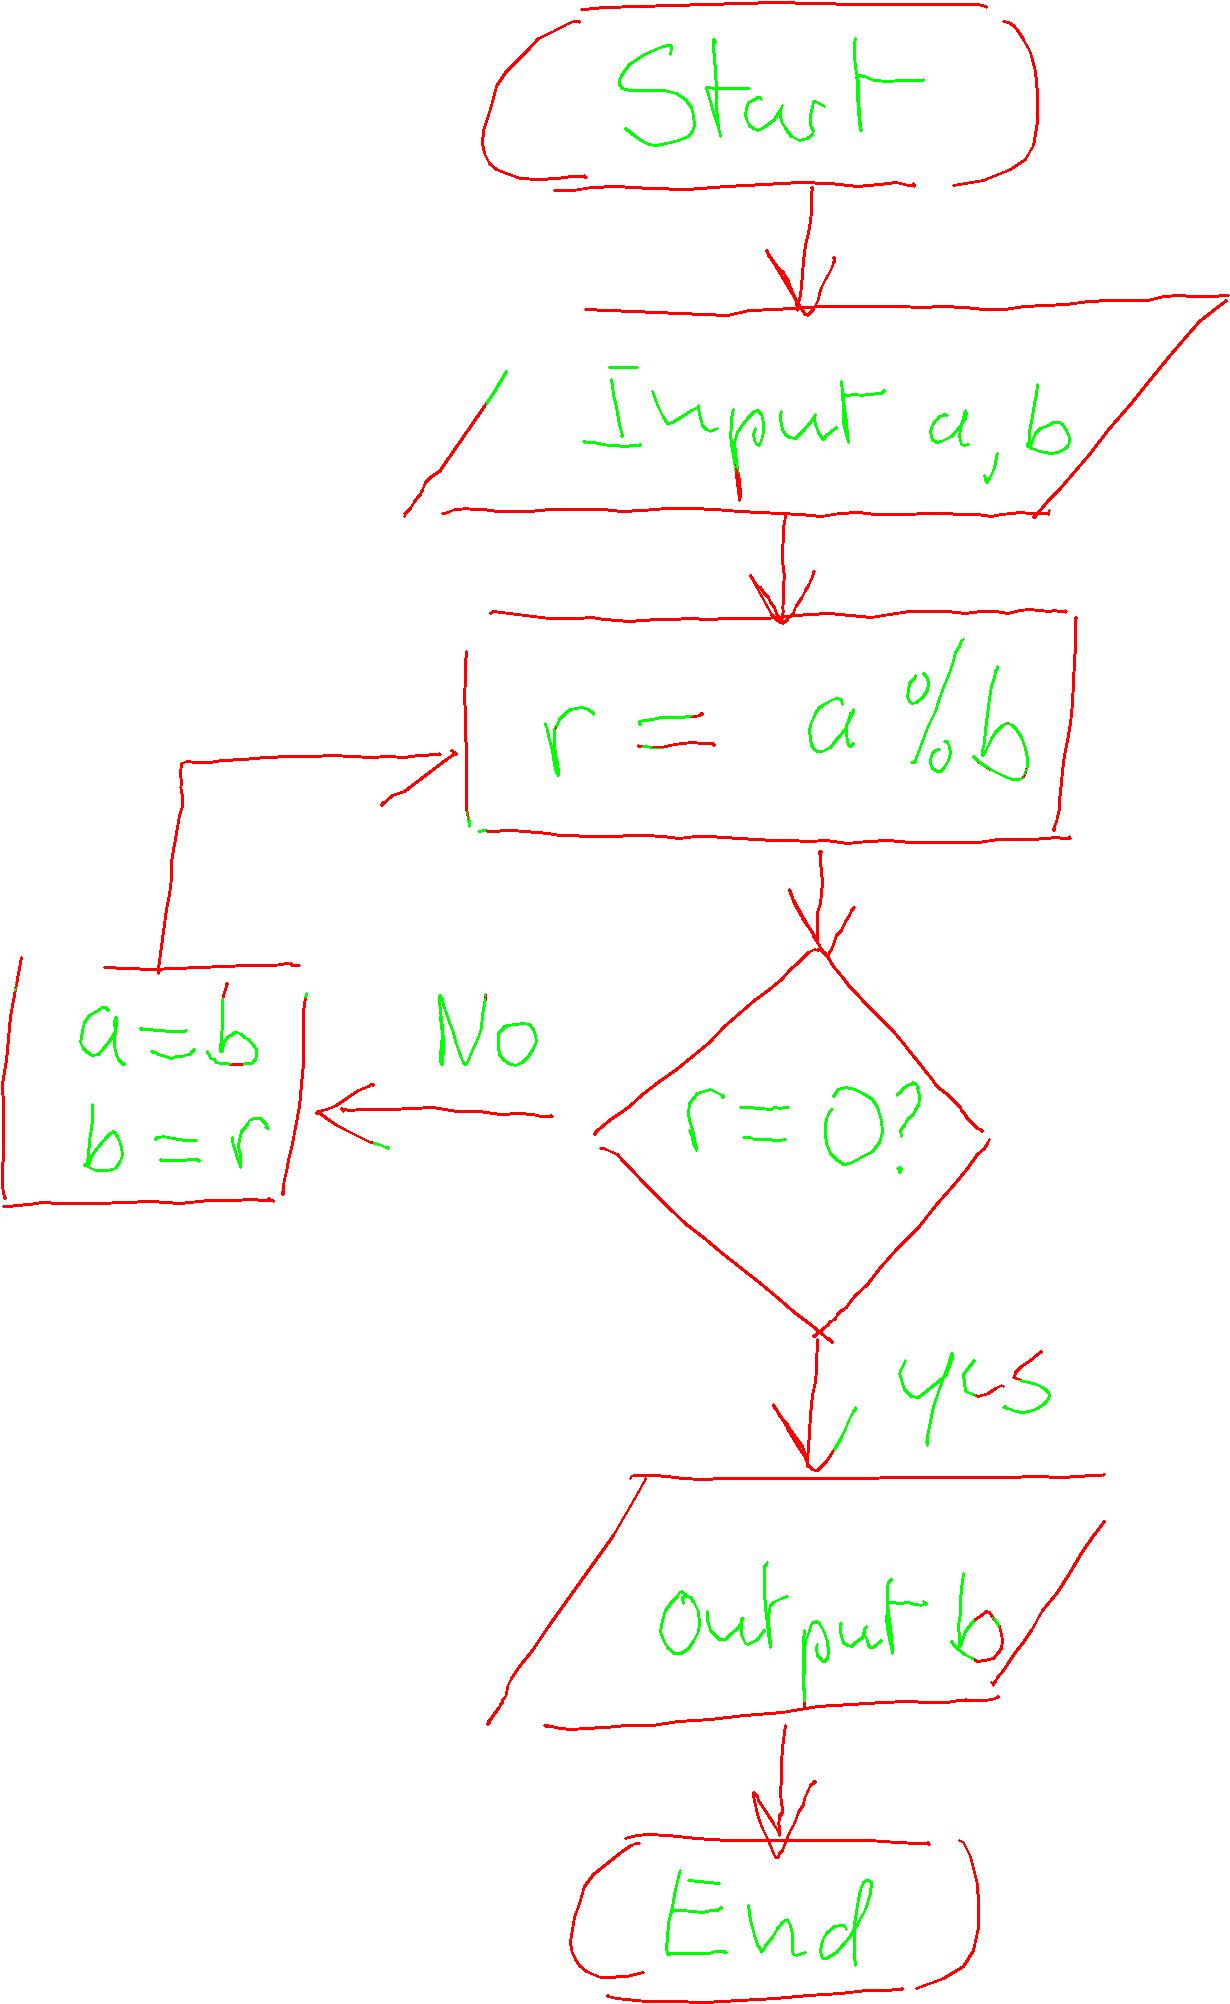 Start
Input a, b
r = a % b
r = 0?
No
a = b
b = r
yes
output b
End